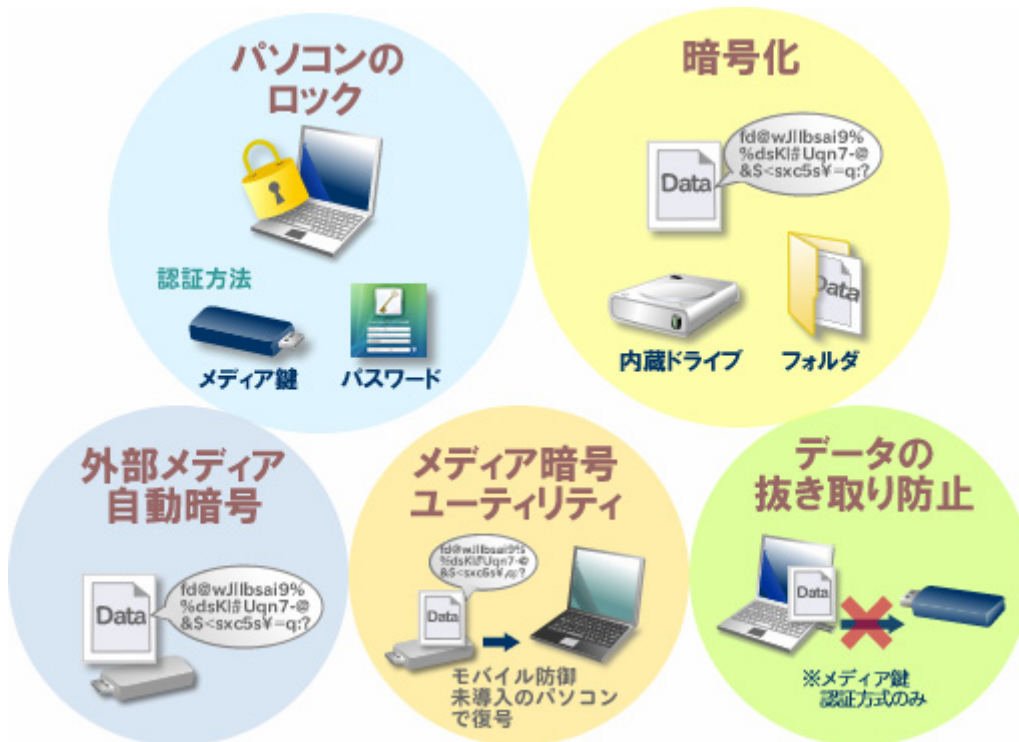 パソコンの
ロック
認証方法
メディア鍵
パスワード
暗号化
fd@wJllbsai9%
%dsKl#Uqn7-@
&$<sxc5s¥=q:?
Data
Data
内蔵ドライブ
フォルダ
外部メディア
自動暗号
Data
fd@wJllbsai9%
%dsKl#Uqn7-@
&$<sxc5s¥=q:?
メディア暗号
ユーティリティ
fd@wJllbsai9%
%dsKl#Uqn7-@
&$<sxc5s¥=q:?
Data
モバイル防御
未導入のパソコン
で復号
データの
抜き取り防止
Data
※メディア鍵
認証方式のみ